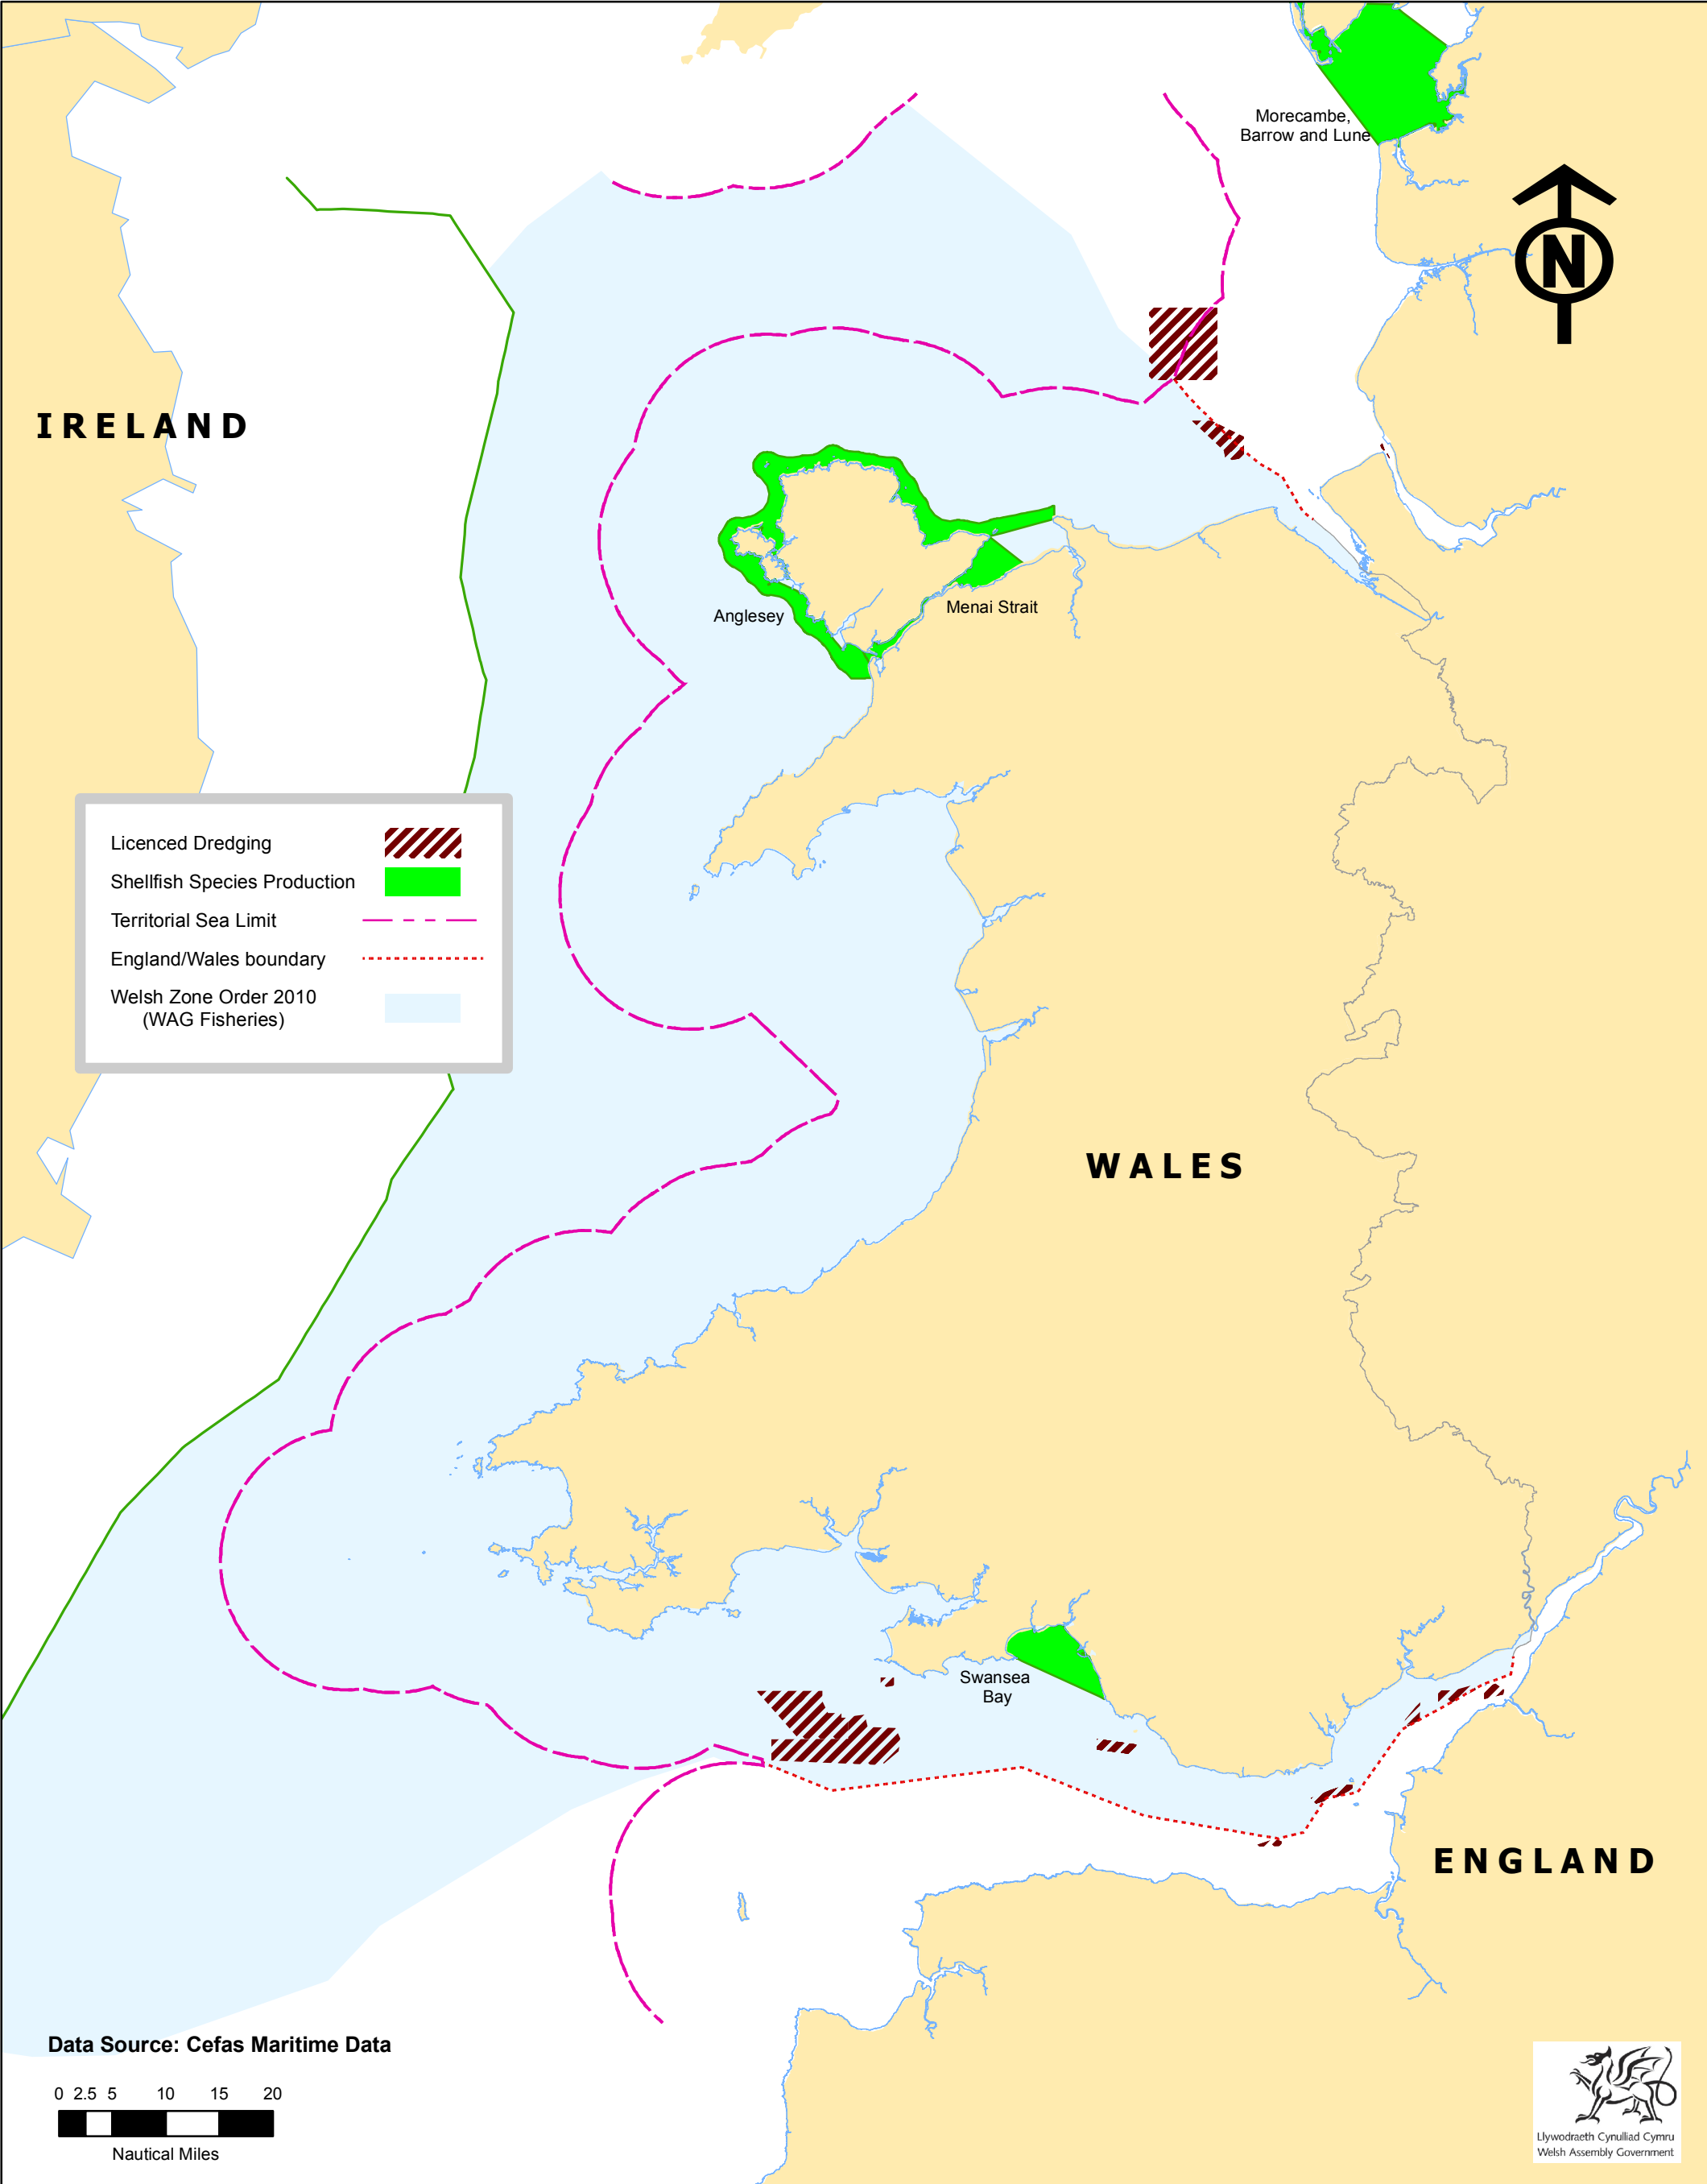 Morecambe,
Barrow and Lune
N
IRELAND
Anglesey
Menai Strait
Licenced Dredging
Shellfish Species Production
Territorial Sea Limit
England/Wales boundary
Welsh Zone Order 2010
(WAG Fisheries)
WALES
Swansea
Bay
ENGLAND
Data Source: Cefas Maritime Data
0 2.5 5 10 15 20
Nautical Miles
Llywodraeth Cynulliad Cymru
Welsh Assembly Government